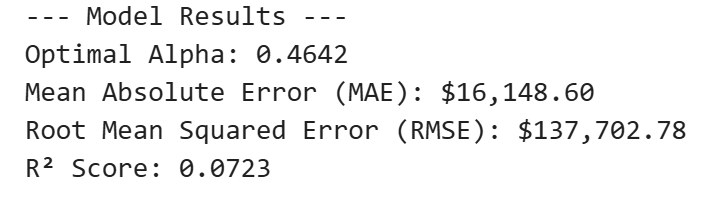 --- Model Results ---
Optimal Alpha: 0.4642
Mean Absolute Error (MAE): $16,148.60
Root Mean Squared Error (RMSE): $137,702.78
R² Score: 0.0723